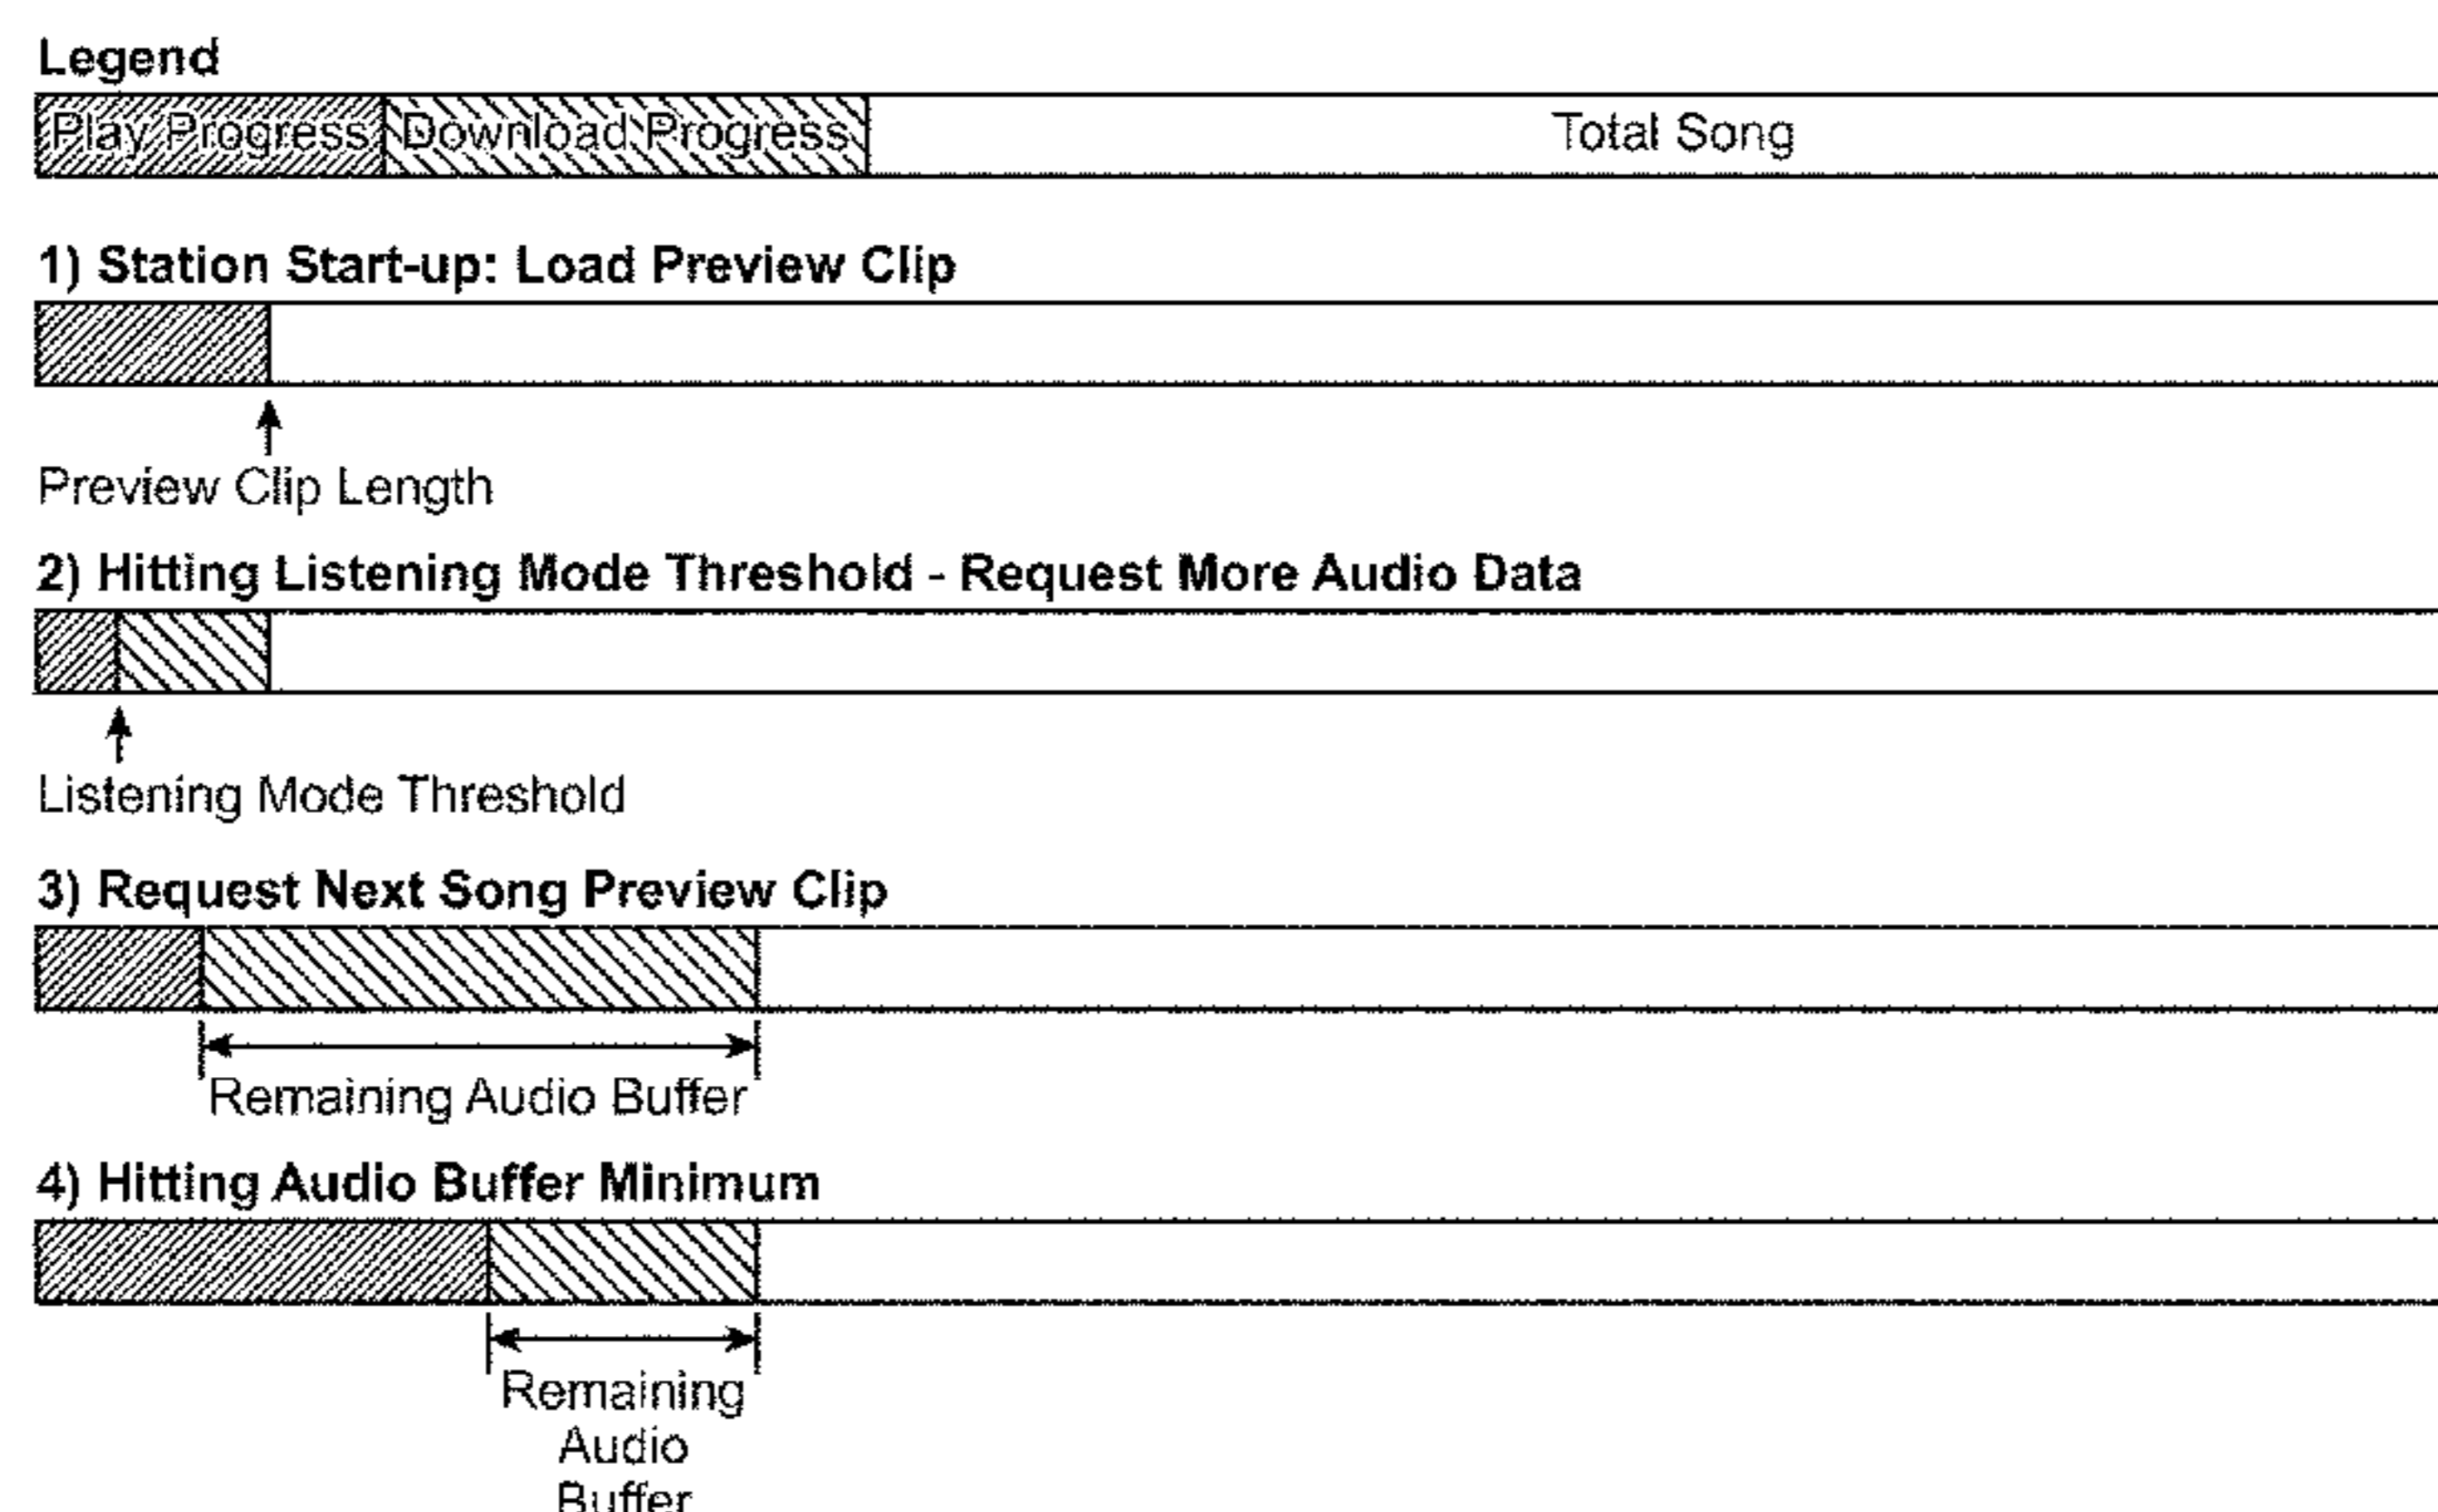 Legend
Play Progress Download Progress Total Song
1) Station Start-up: Load Preview Clip
Preview Clip Length
2) Hitting Listening Mode Threshold - Request More Audio Data
Listening Mode Threshold
3) Request Next Song Preview Clip
Remaining Audio Buffer
4) Hitting Audio Buffer Minimum
Remaining
Audio
Buffer